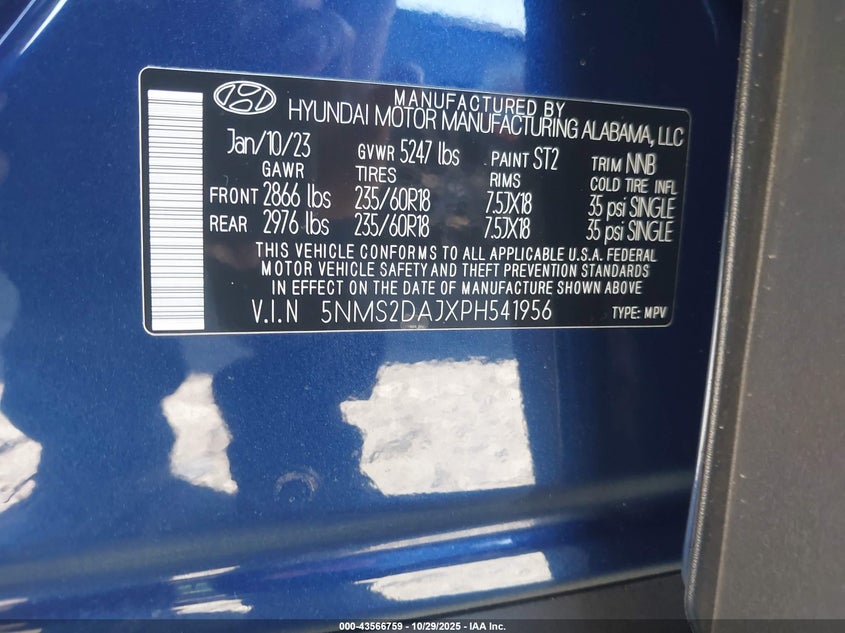 MANUFACTURED BY
HYUNDAI MOTOR MANUFACTURING ALABAMA, LLC
Jan/10/23 GVWR 5247 lbs PAINT ST2 TRIM NNB
GAWR TIRES RIMS COLD TIRE INFL
FRONT 2866 lbs 235/60R18 7.5JX18 35 psi SINGLE
REAR 2976 lbs 235/60R18 7.5JX18 35 psi SINGLE
THIS VEHICLE CONFORMS TO ALL APPLICABLE U.S.A. FEDERAL
MOTOR VEHICLE SAFETY AND THEFT PREVENTION STANDARDS
IN EFFECT ON THE DATE OF MANUFACTURE SHOWN ABOVE
V.I.N 5NMS2DAJXPH541956 TYPE: MPV
000-43566759 - 10/29/2025 - IAA Inc.